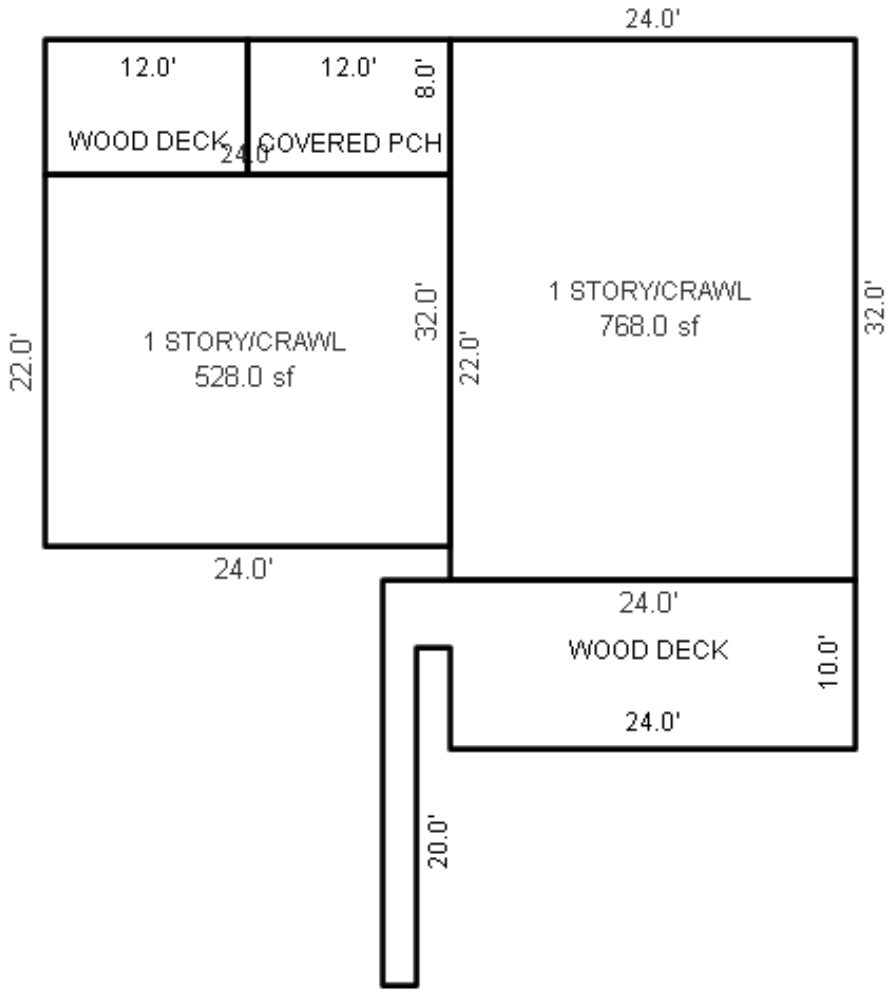 24.0'
12.0'
12.0'
8.0'
WOOD DECK
COVERED PCH
24.0'
1 STORY/CRAWL
768.0 sf
32.0'
32.0'
1 STORY/CRAWL
528.0 sf
22.0'
22.0'
24.0'
24.0'
WOOD DECK
10.0'
24.0'
20.0'